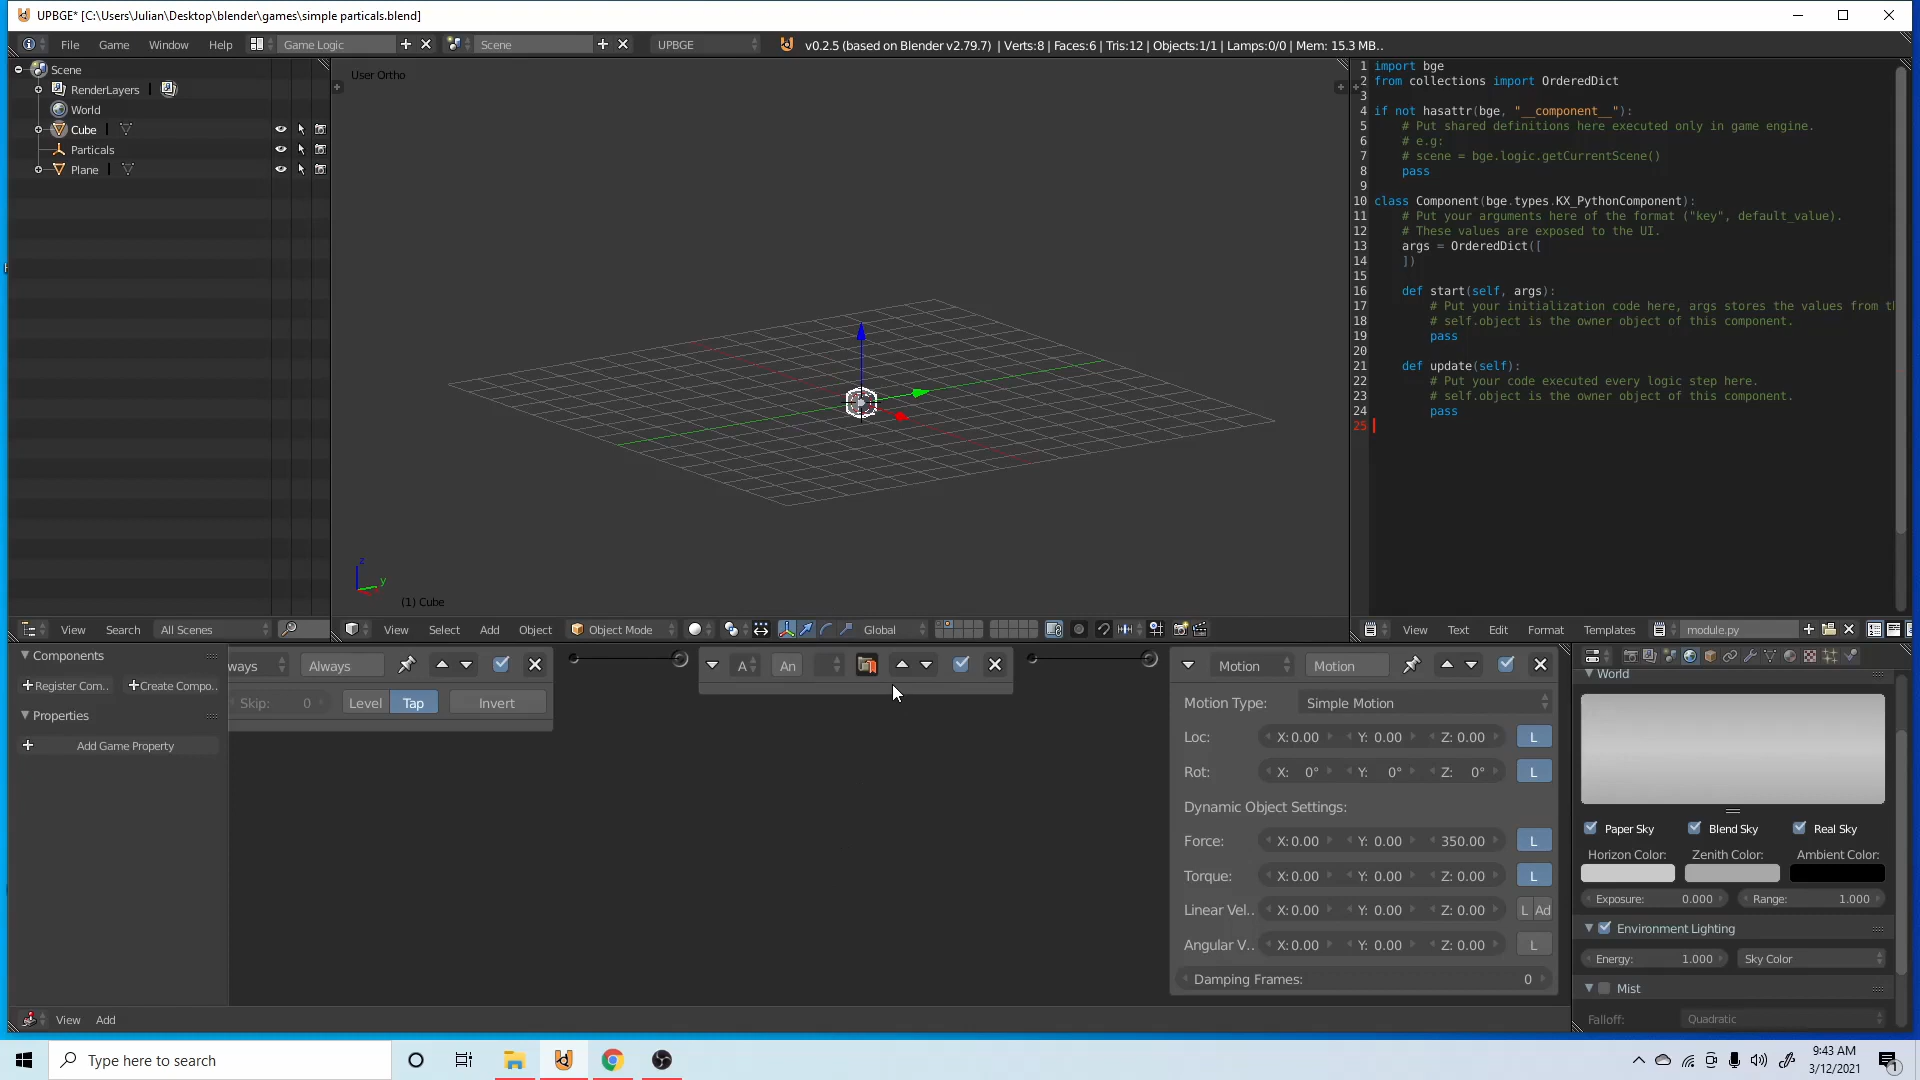 UPBGE* [C:\Users\Julian\Desktop\blender\games\simple particals.blend]
File Game Window Help Game Logic Scene UPBGE v0.2.5 (based on Blender v2.79.7) | Verts:8 | Faces:6 | Tris:12 | Objects:1/1 | Lamps:0/0 | Mem: 15.3 MB..
Scene
RenderLayers
World
Cube
Particals
Plane
User Ortho
z
y
(1) Cube
1 import bge
2 from collections import OrderedDict
3
4 if not hasattr(bge, "__component__"):
5 # Put shared definitions here executed only in game engine.
6 # e.g:
7 # scene = bge.logic.getCurrentScene()
8 pass
9
10 class Component(bge.types.KX_PythonComponent):
11 # Put your arguments here of the format ("key", default_value).
12 # These values are exposed to the UI.
13 args = OrderedDict([
14 ])
15
16 def start(self, args):
17 # Put your initialization code here, args stores the values from t
18 # self.object is the owner object of this component.
19 pass
20
21 def update(self):
22 # Put your code executed every logic step here.
23 # self.object is the owner object of this component.
24 pass
25
View Search All Scenes
View Select Add Object Object Mode Global
View Text Edit Format Templates module.py
Components
Register Com.. Create Compo..
Properties
Add Game Property
ways Always
Skip: 0 Level Tap Invert
A An
Motion Motion
Motion Type: Simple Motion
Loc: X: 0.00 Y: 0.00 Z: 0.00 L
Rot: X: 0° Y: 0° Z: 0° L
Dynamic Object Settings:
Force: X: 0.00 Y: 0.00 350.00 L
Torque: X: 0.00 Y: 0.00 Z: 0.00 L
Linear Vel.. X: 0.00 Y: 0.00 Z: 0.00 L Ad
Angular V.. X: 0.00 Y: 0.00 Z: 0.00 L
Damping Frames: 0
World
Paper Sky Blend Sky Real Sky
Horizon Color: Zenith Color: Ambient Color:
Exposure: 0.000 Range: 1.000
Environment Lighting
Energy: 1.000 Sky Color
Mist
Falloff: Quadratic
View Add
Type here to search
9:43 AM
3/12/2021
1